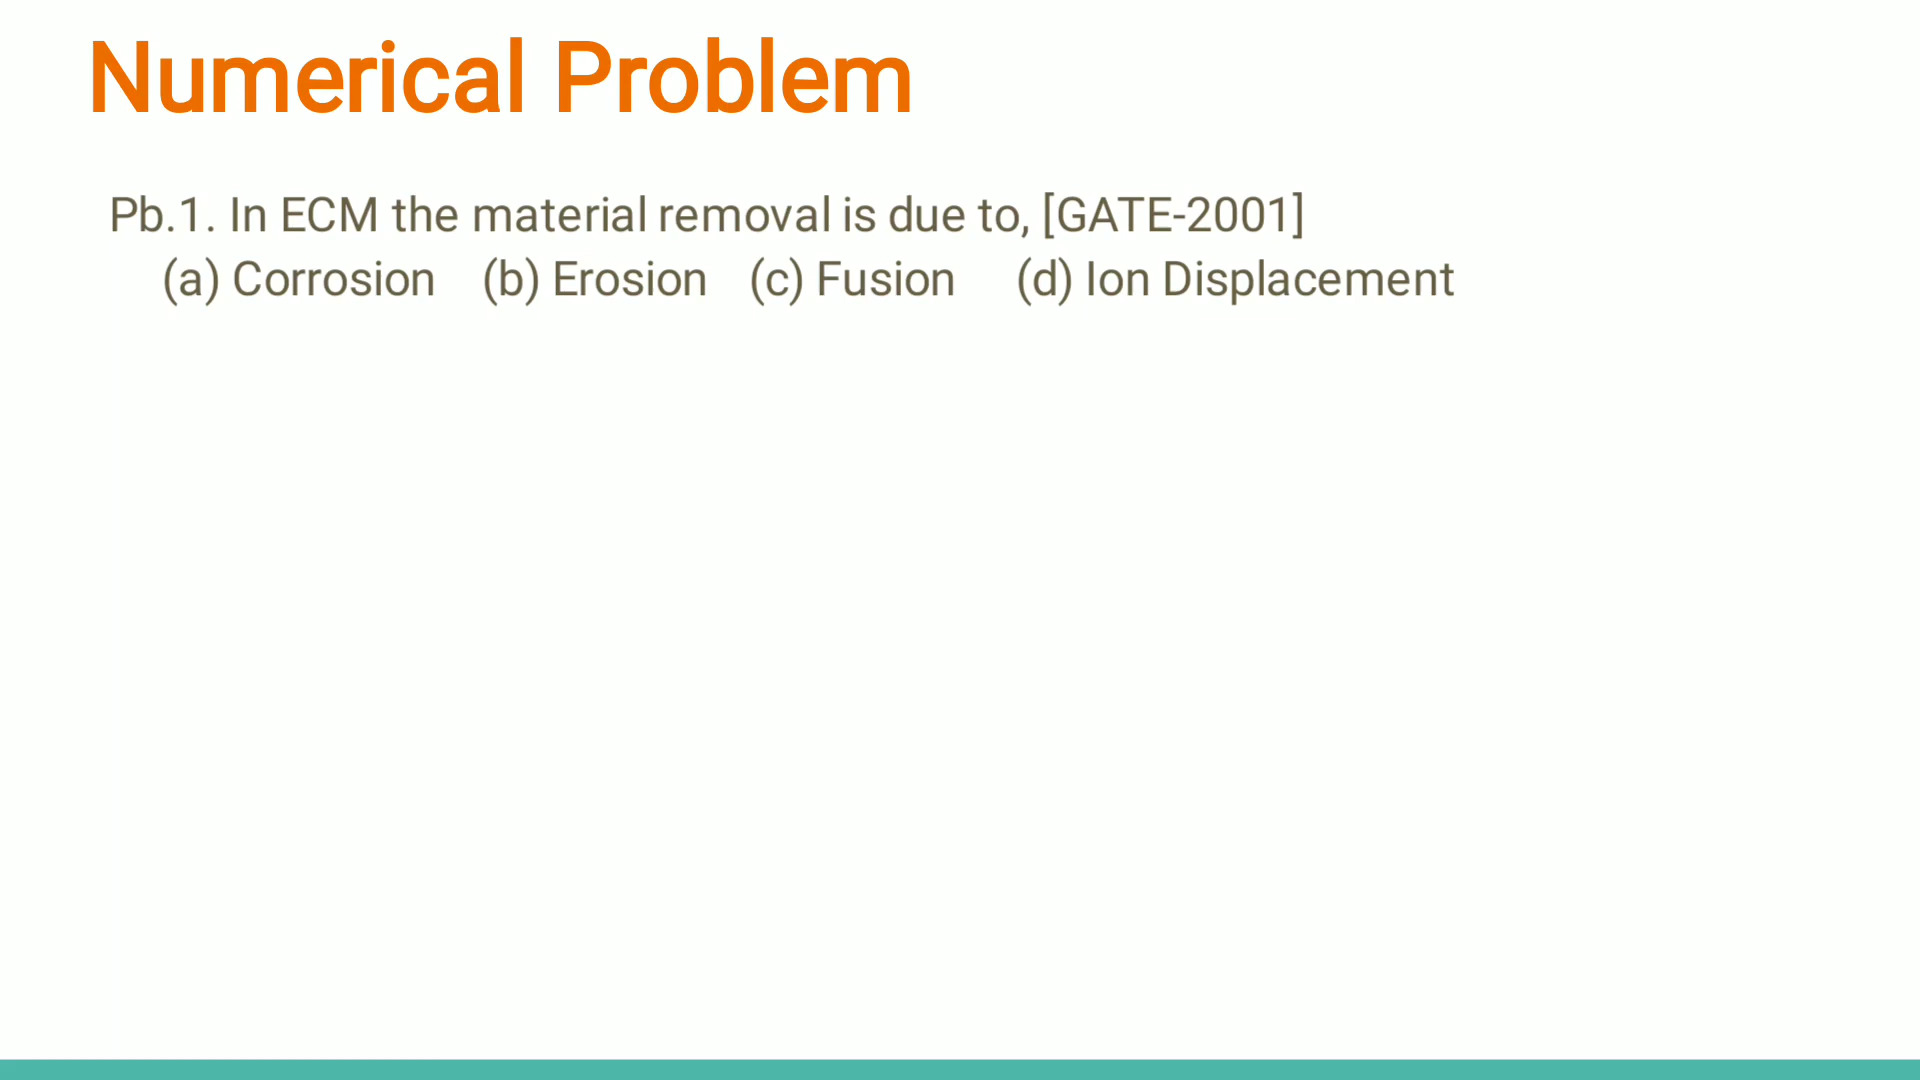 Numerical Problem
Pb.1. In ECM the material removal is due to, [GATE-2001]
(a) Corrosion (b) Erosion (c) Fusion (d) Ion Displacement